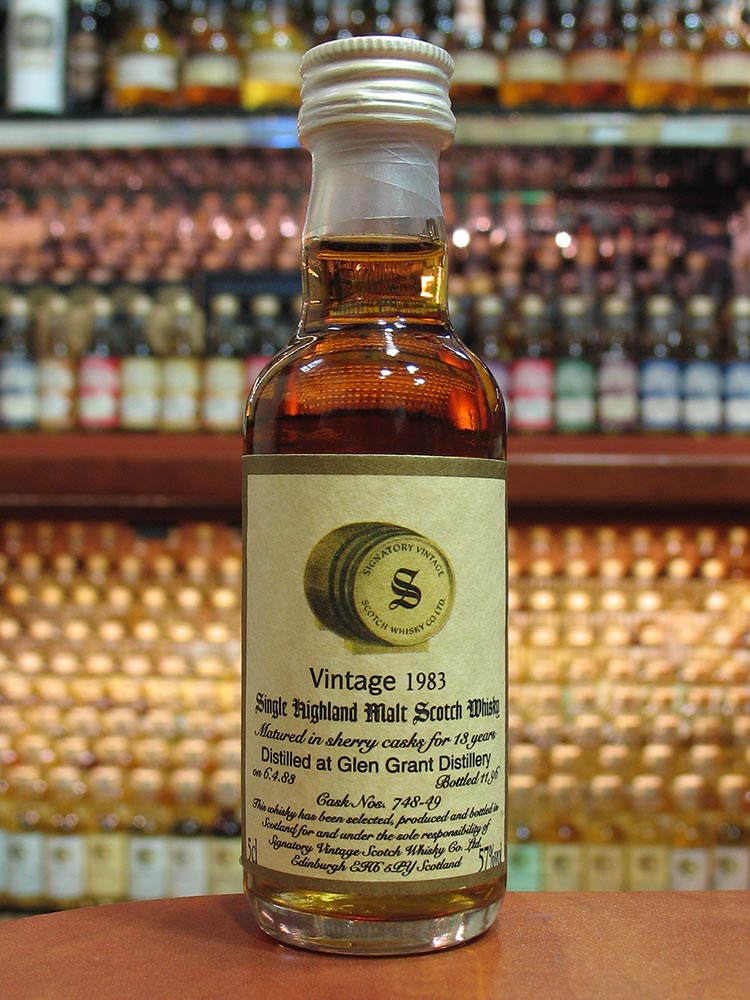 SIGNATORY VINTAGE
S
SCOTCH WHISKY CO LTD.
Vintage 1983
Single Highland Malt Scotch Whisky
Matured in sherry casks for 13 years
Distilled at Glen Grant Distillery
on 6.4.83 Bottled 11.96
Cask Nos. 748-49
This whisky has been selected, produced and bottled in
Scotland for and under the sole responsibility of
Signatory Vintage Scotch Whisky Co. Ltd.
Edinburgh EH6 5PY Scotland
5cl 57%vol